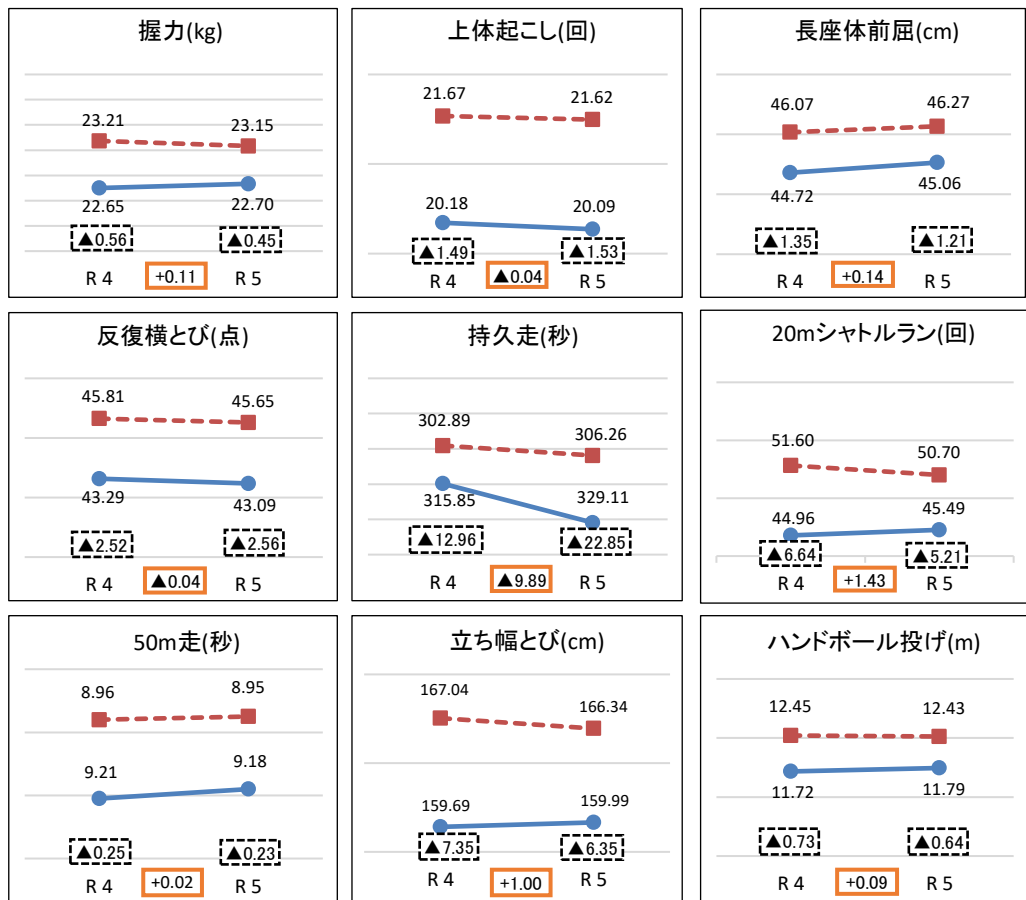 握力(kg)
23.21
23.15
22.65
22.70
▲0.56
▲0.45
R 4
+0.11
R 5
上体起こし(回)
21.67
21.62
20.18
20.09
▲1.49
▲1.53
R 4
▲0.04
R 5
長座体前屈(cm)
46.07
46.27
44.72
45.06
▲1.35
▲1.21
R 4
+0.14
R 5
反復横とび(点)
45.81
45.65
43.29
43.09
▲2.52
▲2.56
R 4
▲0.04
R 5
持久走(秒)
302.89
306.26
315.85
329.11
▲12.96
▲22.85
R 4
▲9.89
R 5
20mシャトルラン(回)
51.60
50.70
44.96
45.49
▲6.64
▲5.21
R 4
+1.43
R 5
50m走(秒)
8.96
8.95
9.21
9.18
▲0.25
▲0.23
R 4
+0.02
R 5
立ち幅とび(cm)
167.04
166.34
159.69
159.99
▲7.35
▲6.35
R 4
+1.00
R 5
ハンドボール投げ(m)
12.45
12.43
11.72
11.79
▲0.73
▲0.64
R 4
+0.09
R 5